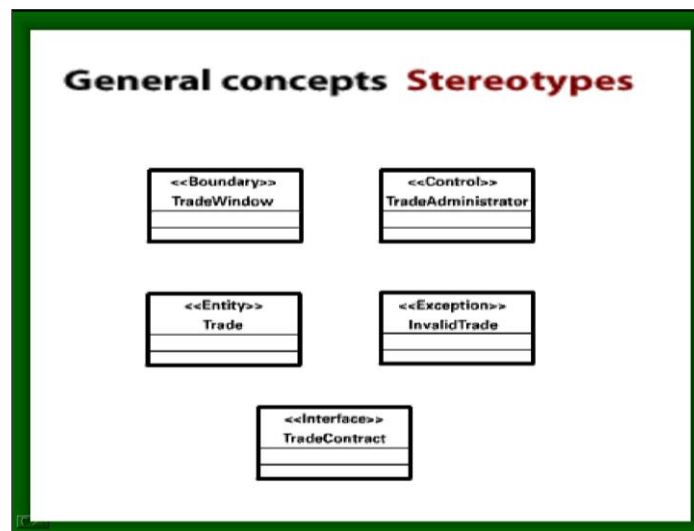 General concepts Stereotypes
<<Boundary>>
TradeWindow
<<Control>>
TradeAdministrator
<<Entity>>
Trade
<<Exception>>
InvalidTrade
<<Interface>>
TradeContract